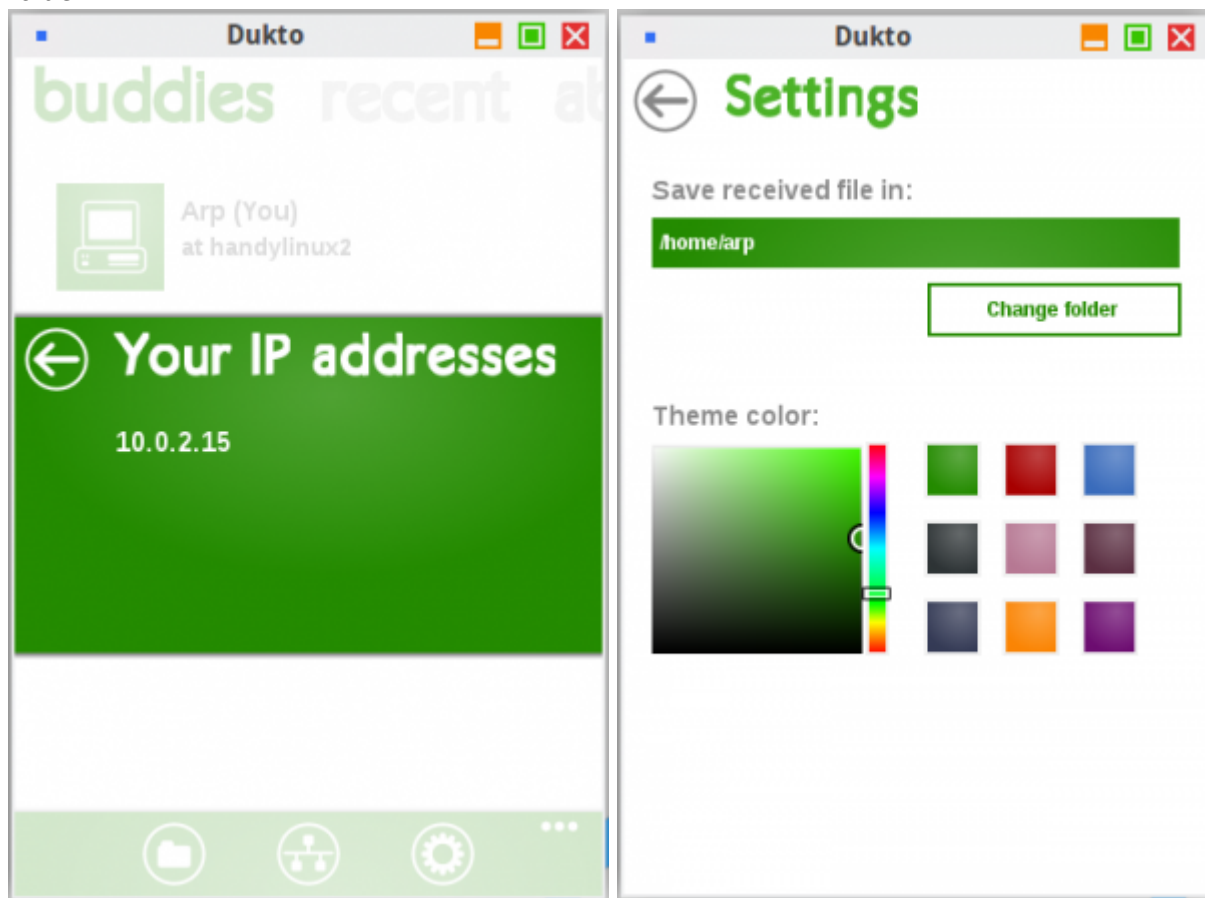 Dukto
buddies recent
Arp (You)
at handylinux2
Your IP addresses
10.0.2.15
Dukto
Settings
Save received file in:
/home/arp
Change folder
Theme color: